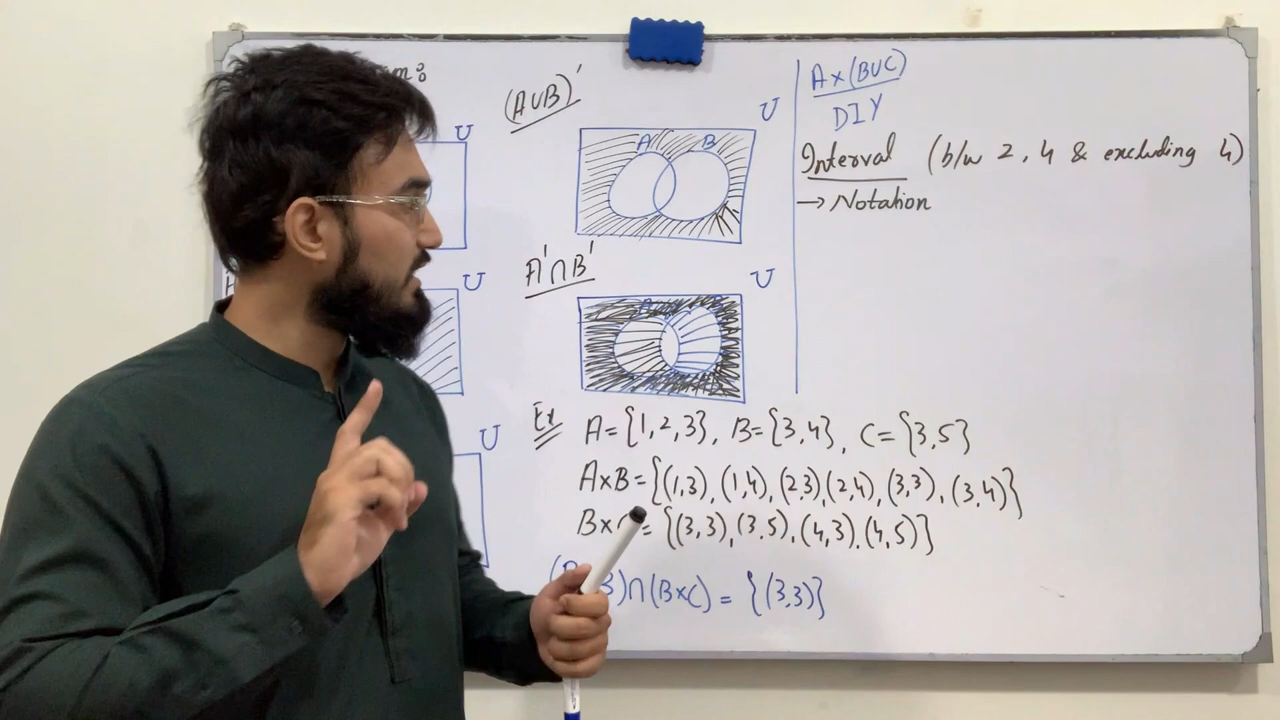 m:
U
U
U
(A∪B)'
U
A B
A'∩B'
U
A×(B∪C)
DIY
Interval (b/w 2, 4 & excluding 4)
→ Notation
Ex A={1,2,3}, B={3,4}, C={3,5}
A×B={(1,3),(1,4),(2,3)(2,4),(3,3),(3,4)}
B× = {(3,3),(3,5),(4,3),(4,5)}
)∩(B×C) = {(3,3)}